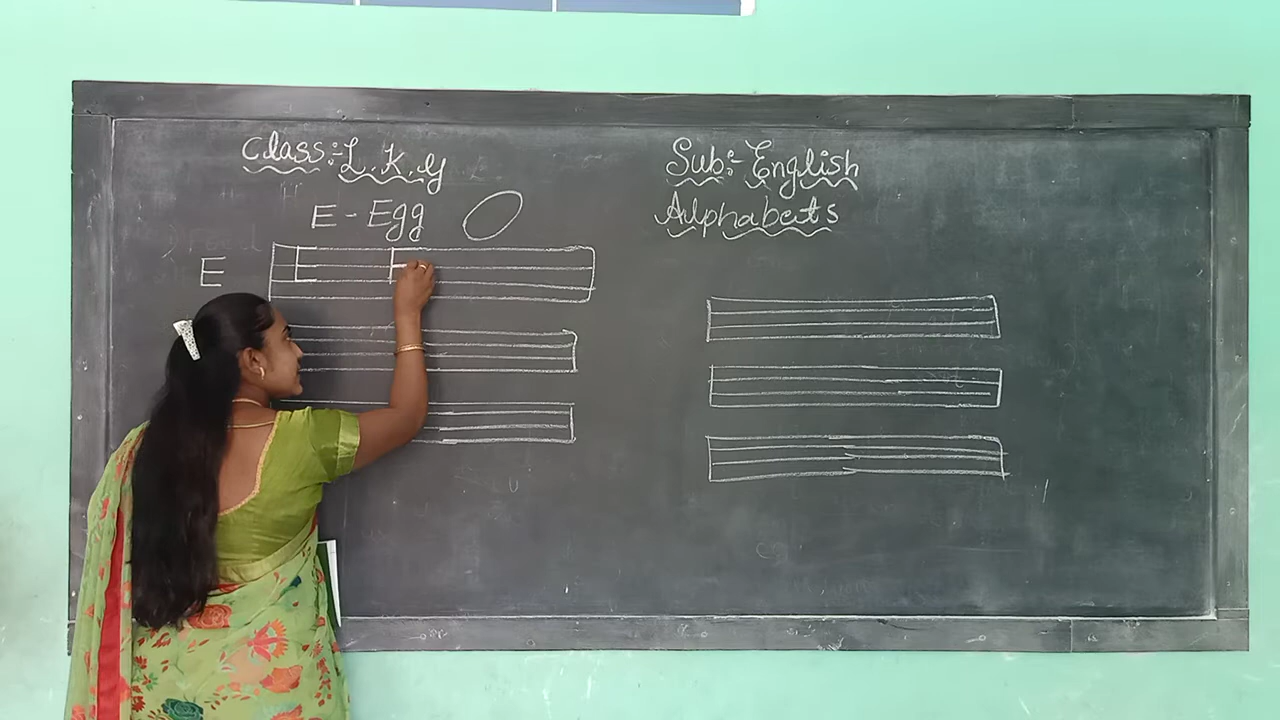 Class:- L.K.G
Sub:- English
Alphabets
E - Egg
E
E E